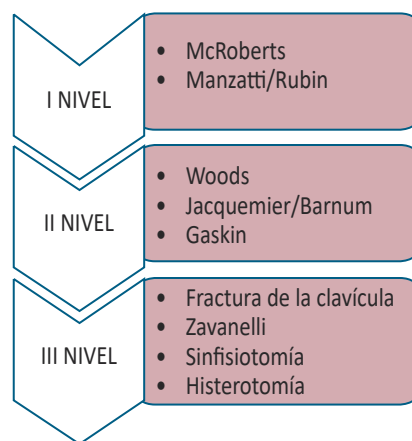 I NIVEL
• McRoberts
• Manzatti/Rubin
II NIVEL
• Woods
• Jacquemier/Barnum
• Gaskin
III NIVEL
• Fractura de la clavícula
• Zavanelli
• Sinfisiotomía
• Histerotomía